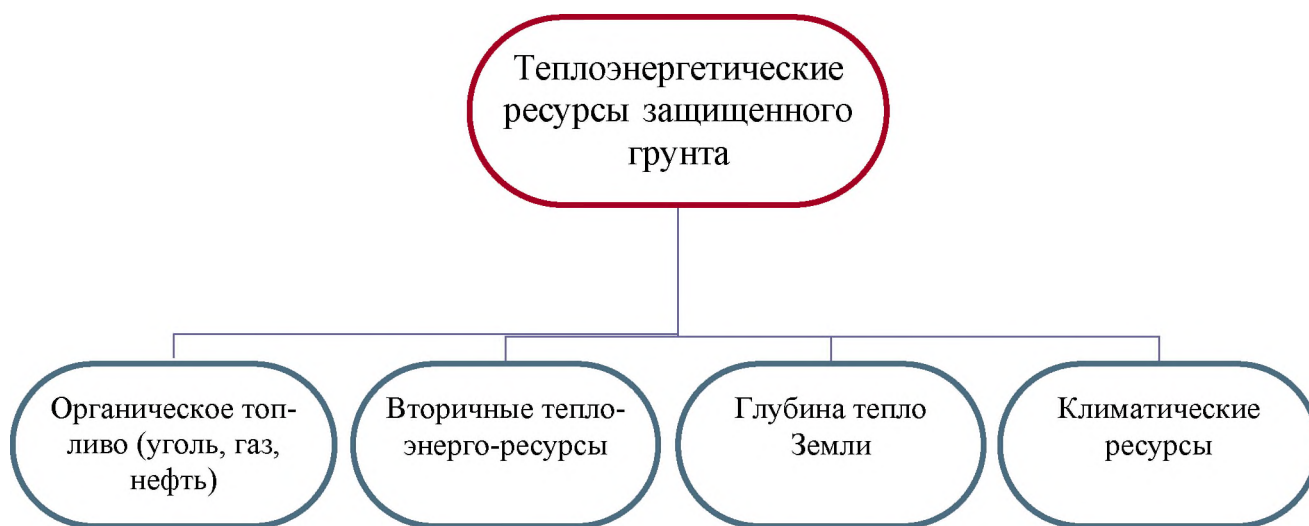 Теплоэнергетические
ресурсы защищенного
грунта
Органическое топ-
ливо (уголь, газ,
нефть)
Вторичные тепло-
энерго-ресурсы
Глубина тепло
Земли
Климатические
ресурсы